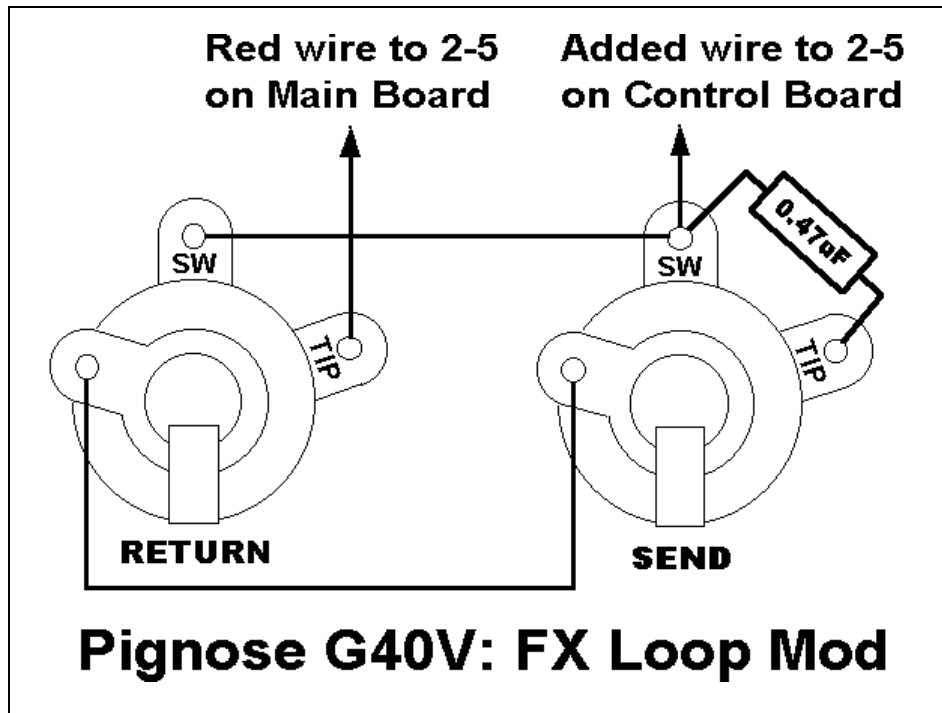 Red wire to 2-5
on Main Board
Added wire to 2-5
on Control Board
0.47uF
SW
SW
TIP
TIP
RETURN
SEND
Pignose G40V: FX Loop Mod